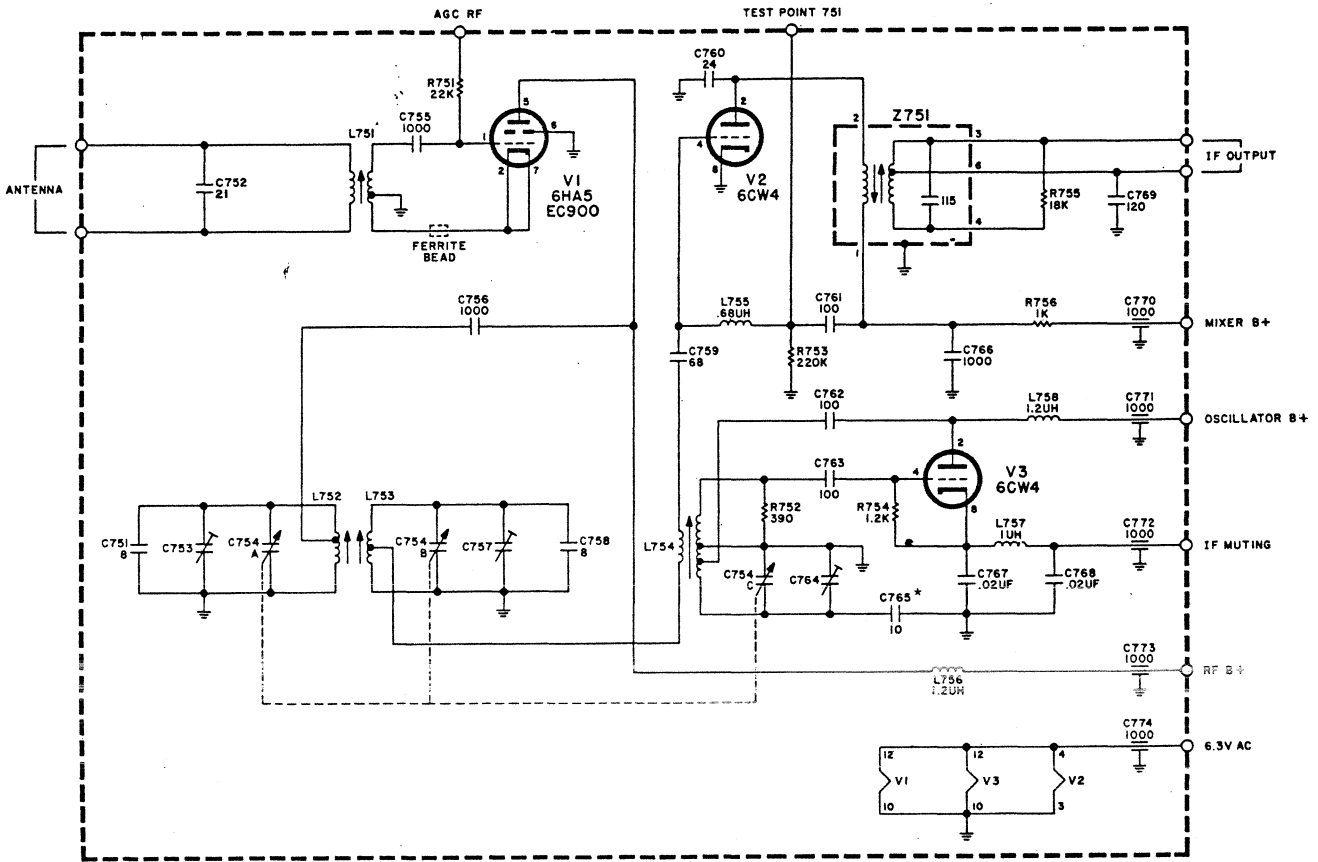 AGC RF
TEST POINT 751
C760
24
R751
22K
C755
1000
L751
5
6
1
2
7
V1
6HA5
EC900
2
4
8
V2
6CW4
Z751
2
3
6
4
1
115
IF OUTPUT
R755
18K
C769
120
ANTENNA
C752
21
FERRITE
BEAD
C756
1000
L755
.68UH
C761
100
R756
1K
C770
1000
MIXER B+
C759
68
R753
220K
C766
1000
C762
100
L758
1.2UH
C771
1000
OSCILLATOR B+
2
4
8
V3
6CW4
C763
100
R752
390
R754
1.2K
L757
1UH
C772
1000
IF MUTING
L752
L753
C751
8
C753
C754
A
C754
B
C757
C758
8
L754
C754
C
C764
C765*
10
C767
.02UF
C768
.02UF
C773
1000
RF B+
L756
1.2UH
C774
1000
6.3V AC
12
12
4
V1
V3
V2
10
10
3